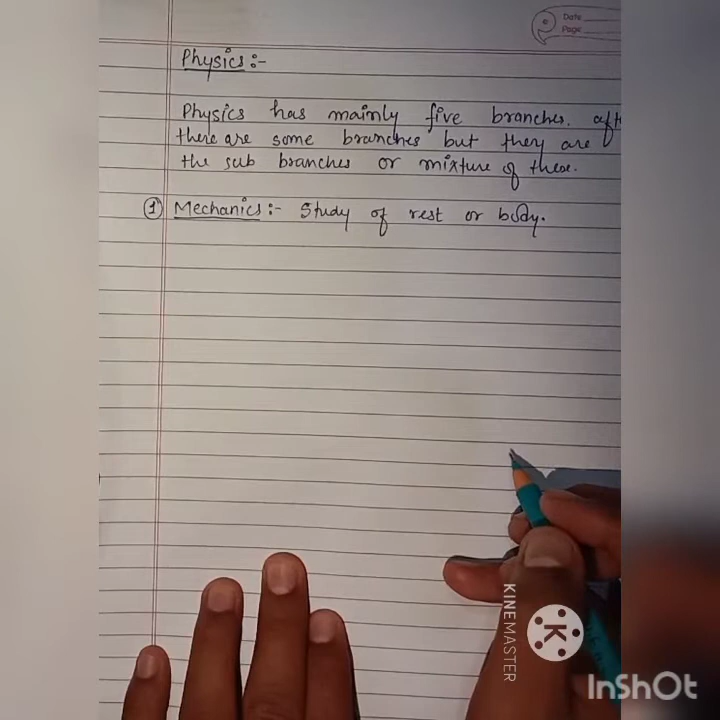 Date
Page
Physics:-
Physics has mainly five branches.
there are some branches but they are
the sub branches or mixture of these.
① Mechanics:- Study of rest or body.
KINEMASTER
InShOt